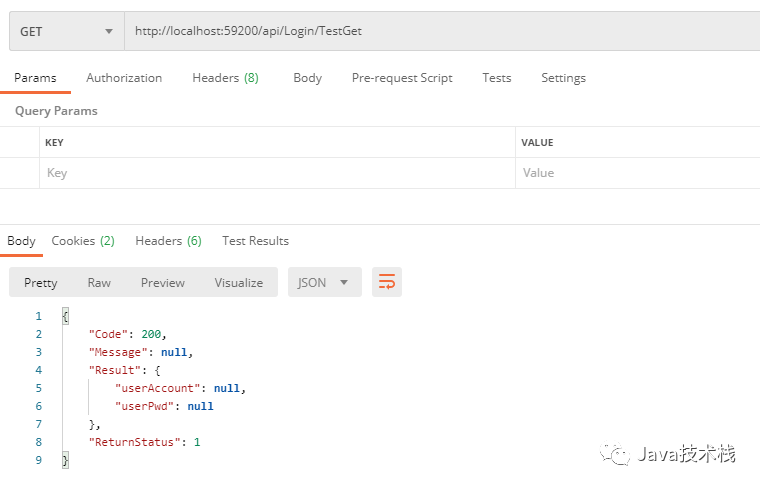 GET http://localhost:59200/api/Login/TestGet
Params Authorization Headers (8) Body Pre-request Script Tests Settings
Query Params
KEY VALUE
Key Value
Body Cookies (2) Headers (6) Test Results
Pretty Raw Preview Visualize JSON
1 {
2 "Code": 200,
3 "Message": null,
4 "Result": {
5 "userAccount": null,
6 "userPwd": null
7 },
8 "ReturnStatus": 1
9 }
Java技术栈